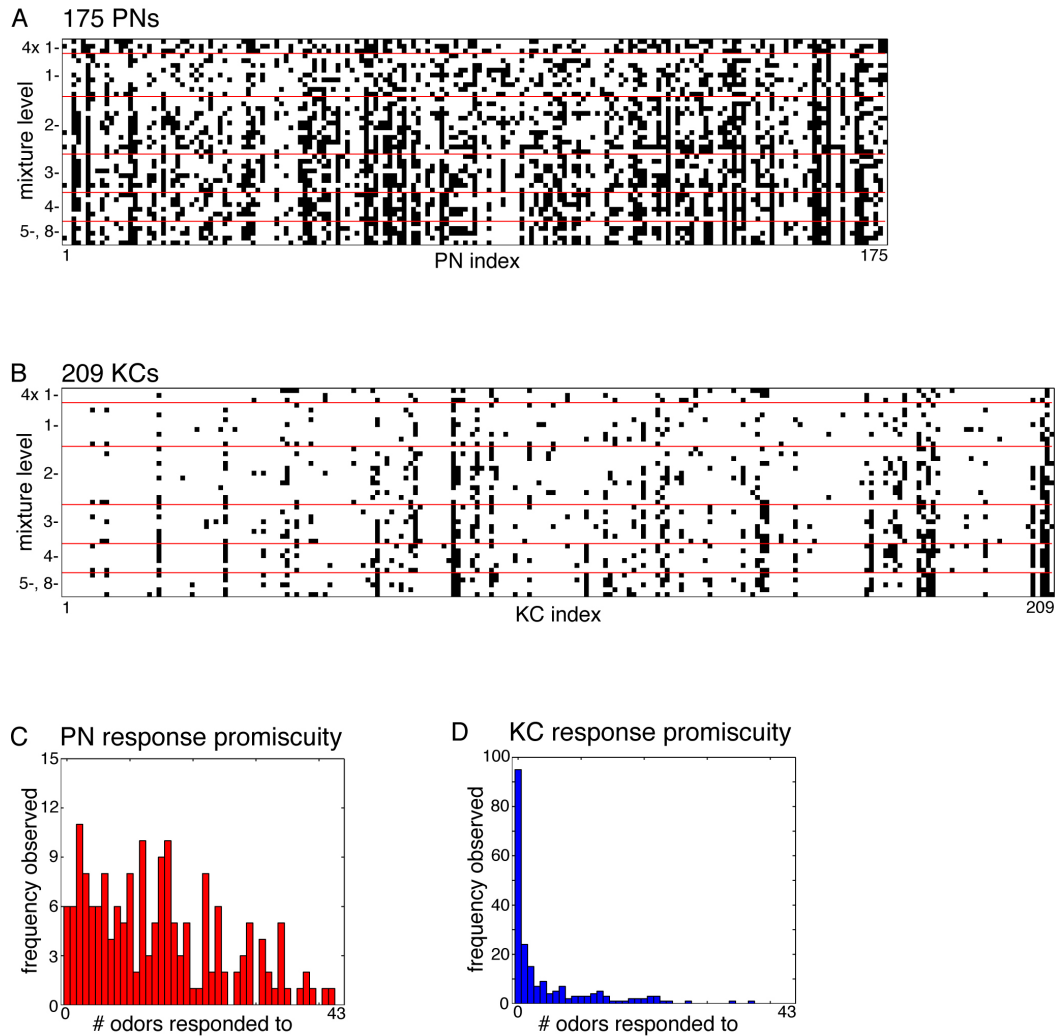 A 175 PNs
mixture level
4x 1-
1-
2-
3-
4-
5-, 8-
1 PN index 175
B 209 KCs
mixture level
4x 1-
1-
2-
3-
4-
5-, 8-
1 KC index 209
C PN response promiscuity
frequency observed
15
12
9
6
3
0
0 # odors responded to 43
D KC response promiscuity
frequency observed
100
80
60
40
20
0
0 # odors responded to 43